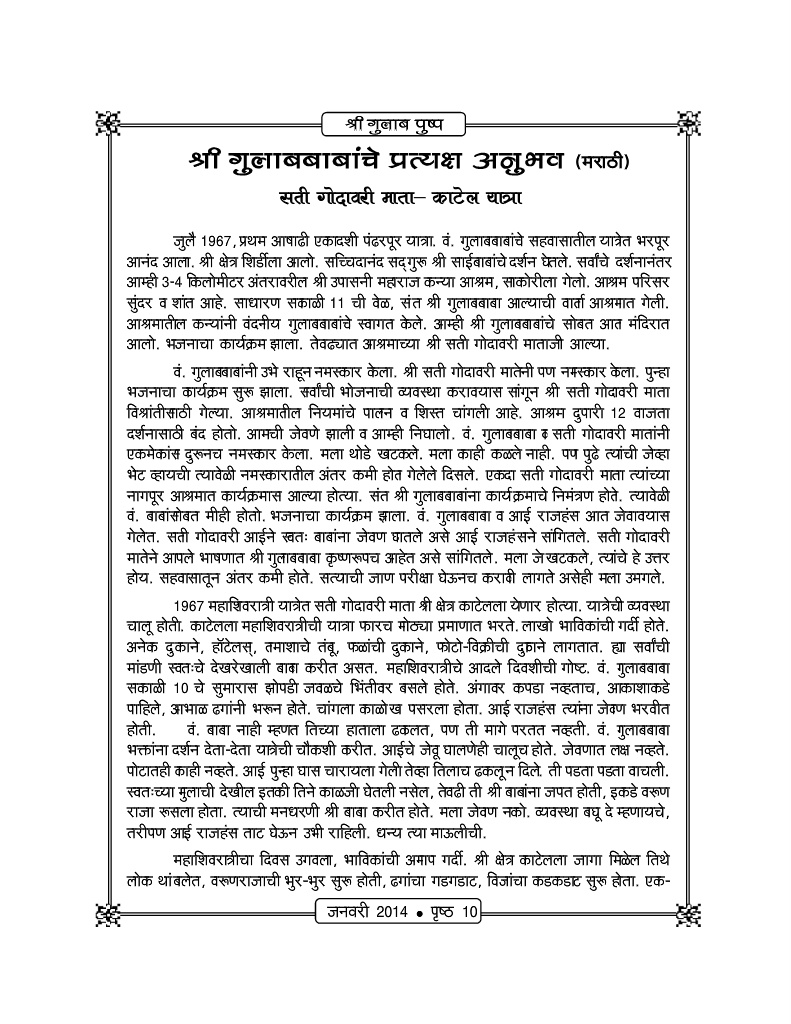 श्री गुलाब पुष्प
श्री गुलाबबाबांचे प्रत्यक्ष अनुभव (मराठी)
सती गोदावरी माता– काटेल यात्रा
जुलै 1967, प्रथम आषाढी एकादशी पंढरपूर यात्रा. वं. गुलाबबाबांचे सहवासातील यात्रेत भरपूर
आनंद आला. श्री क्षेत्र शिर्डीला आलो. सच्चिदानंद सद्‌गुरू श्री साईबाबांचे दर्शन घेतले. सर्वांचे दर्शनानंतर
आम्ही 3-4 किलोमीटर अंतरावरील श्री उपासनी महाराज कन्या आश्रम, साकोरीला गेलो. आश्रम परिसर
सुंदर व शांत आहे. साधारण सकाळी 11 ची वेळ, संत श्री गुलाबबाबा आल्याची वार्ता आश्रमात गेली.
आश्रमातील कन्यांनी वंदनीय गुलाबबाबांचे स्वागत केले. आम्ही श्री गुलाबबाबांचे सोबत आत मंदिरात
आलो. भजनाचा कार्यक्रम झाला. तेवढ्यात आश्रमाच्या श्री सती गोदावरी माताजी आल्या.
वं. गुलाबबाबांनी उभे राहून नमस्कार केला. श्री सती गोदावरी मातेनी पण नमस्कार केला. पुन्हा
भजनाचा कार्यक्रम सुरू झाला. सर्वांची भोजनाची व्यवस्था करावयास सांगून श्री सती गोदावरी माता
विश्रांतीसाठी गेल्या. आश्रमातील नियमांचे पालन व शिस्त चांगली आहे. आश्रम दुपारी 12 वाजता
दर्शनासाठी बंद होतो. आमची जेवणे झाली व आम्ही निघालो. वं. गुलाबबाबा व सती गोदावरी मातांनी
एकमेकांस दुरूनच नमस्कार केला. मला थोडे खटकले. मला काही कळले नाही. पण पुढे त्यांची जेव्हा
भेट व्हायची त्यावेळी नमस्कारातील अंतर कमी होत गेलेले दिसले. एकदा सती गोदावरी माता त्यांच्या
नागपूर आश्रमात कार्यक्रमास आल्या होत्या. संत श्री गुलाबबाबांना कार्यक्रमाचे निमंत्रण होते. त्यावेळी
वं. बाबांसोबत मीही होतो. भजनाचा कार्यक्रम झाला. वं. गुलाबबाबा व आई राजहंस आत जेवावयास
गेलेत. सती गोदावरी आईने स्वतः बाबांना जेवण घातले असे आई राजहंसने सांगितले. सती गोदावरी
मातेने आपले भाषणात श्री गुलाबबाबा कृष्णरूपच आहेत असे सांगितले. मला जे खटकले, त्यांचे हे उत्तर
होय. सहवासातून अंतर कमी होते. सत्याची जाण परीक्षा घेऊनच करावी लागते असेही मला उमगले.
1967 महाशिवरात्री यात्रेत सती गोदावरी माता श्री क्षेत्र काटेलला येणार होत्या. यात्रेची व्यवस्था
चालू होती. काटेलला महाशिवरात्रीची यात्रा फारच मोठ्या प्रमाणात भरते. लाखो भाविकांची गर्दी होते.
अनेक दुकाने, हॉटेलस्, तमाशाचे तंबू, फळांची दुकाने, फोटो-विक्रीची दुकाने लागतात. ह्या सर्वांची
मांडणी स्वतःचे देखरेखाली बाबा करीत असत. महाशिवरात्रीचे आदले दिवशीची गोष्ट. वं. गुलाबबाबा
सकाळी 10 चे सुमारास झोपडी जवळचे भिंतीवर बसले होते. अंगावर कपडा नव्हताच, आकाशाकडे
पाहिले, आभाळ ढगांनी भरून होते. चांगला काळोख पसरला होता. आई राजहंस त्यांना जेवण भरवीत
होती. वं. बाबा नाही म्हणत तिच्या हाताला ढकलत, पण ती मागे परतत नव्हती. वं. गुलाबबाबा
भक्तांना दर्शन देता-देता यात्रेची चौकशी करीत. आईचे जेवू घालणेही चालूच होते. जेवणात लक्ष नव्हते.
पोटातही काही नव्हते. आई पुन्हा घास चारायला गेली तेव्हा तिलाच ढकलून दिले. ती पडता पडता वाचली.
स्वतःच्या मुलाची देखील इतकी तिने काळजी घेतली नसेल, तेवढी ती श्री बाबांना जपत होती, इकडे वरूण
राजा रूसला होता. त्याची मनधरणी श्री बाबा करीत होते. मला जेवण नको. व्यवस्था बघू दे म्हणायचे,
तरीपण आई राजहंस ताट घेऊन उभी राहिली. धन्य त्या माऊलीची.
महाशिवरात्रीचा दिवस उगवला, भाविकांची अमाप गर्दी. श्री क्षेत्र काटेलला जागा मिळेल तिथे
लोक थांबलेत, वरूणराजाची भुर-भुर सुरू होती, ढगांचा गडगडाट, विजांचा कडकडाट सुरू होता. एक-
जनवरी 2014 ● पृष्ठ 10